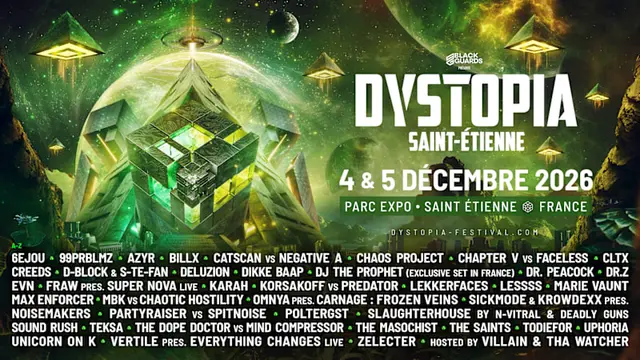 BLACK
GUARDS
DYSTOPIA
SAINT-ÉTIENNE
4 & 5 DÉCEMBRE 2026
PARC EXPO • SAINT ÉTIENNE FRANCE
DYSTOPIA-FESTIVAL.COM
A-Z
6EJOU • 99PRBLMZ • AZYR • BILLX • CATSCAN VS NEGATIVE A • CHAOS PROJECT • CHAPTER V VS FACELESS • CLTX
CREEDS • D-BLOCK & S-TE-FAN • DELUZION • DIKKE BAAP • DJ THE PROPHET (EXCLUSIVE SET IN FRANCE) • DR. PEACOCK • DR.Z
EVN • FRAW PRES. SUPER NOVA LIVE • KARAH • KORSAKOFF VS PREDATOR • LEKKERFACES • LESSSS • MARIE VAUNT
MAX ENFORCER • MBK VS CHAOTIC HOSTILITY • OMNYA PRES. CARNAGE : FROZEN VEINS • SICKMODE & KROWDEXX PRES.
NOISEMAKERS • PARTYRAISER VS SPITNOISE • POLTERGST • SLAUGHTERHOUSE BY N-VITRAL & DEADLY GUNS
SOUND RUSH • TEKSA • THE DOPE DOCTOR VS MIND COMPRESSOR • THE MASOCHIST • THE SAINTS • TODIEFOR • UPHORIA
UNICORN ON K • VERTILE PRES. EVERYTHING CHANGES LIVE • ZELECTER • HOSTED BY VILLAIN & THA WATCHER